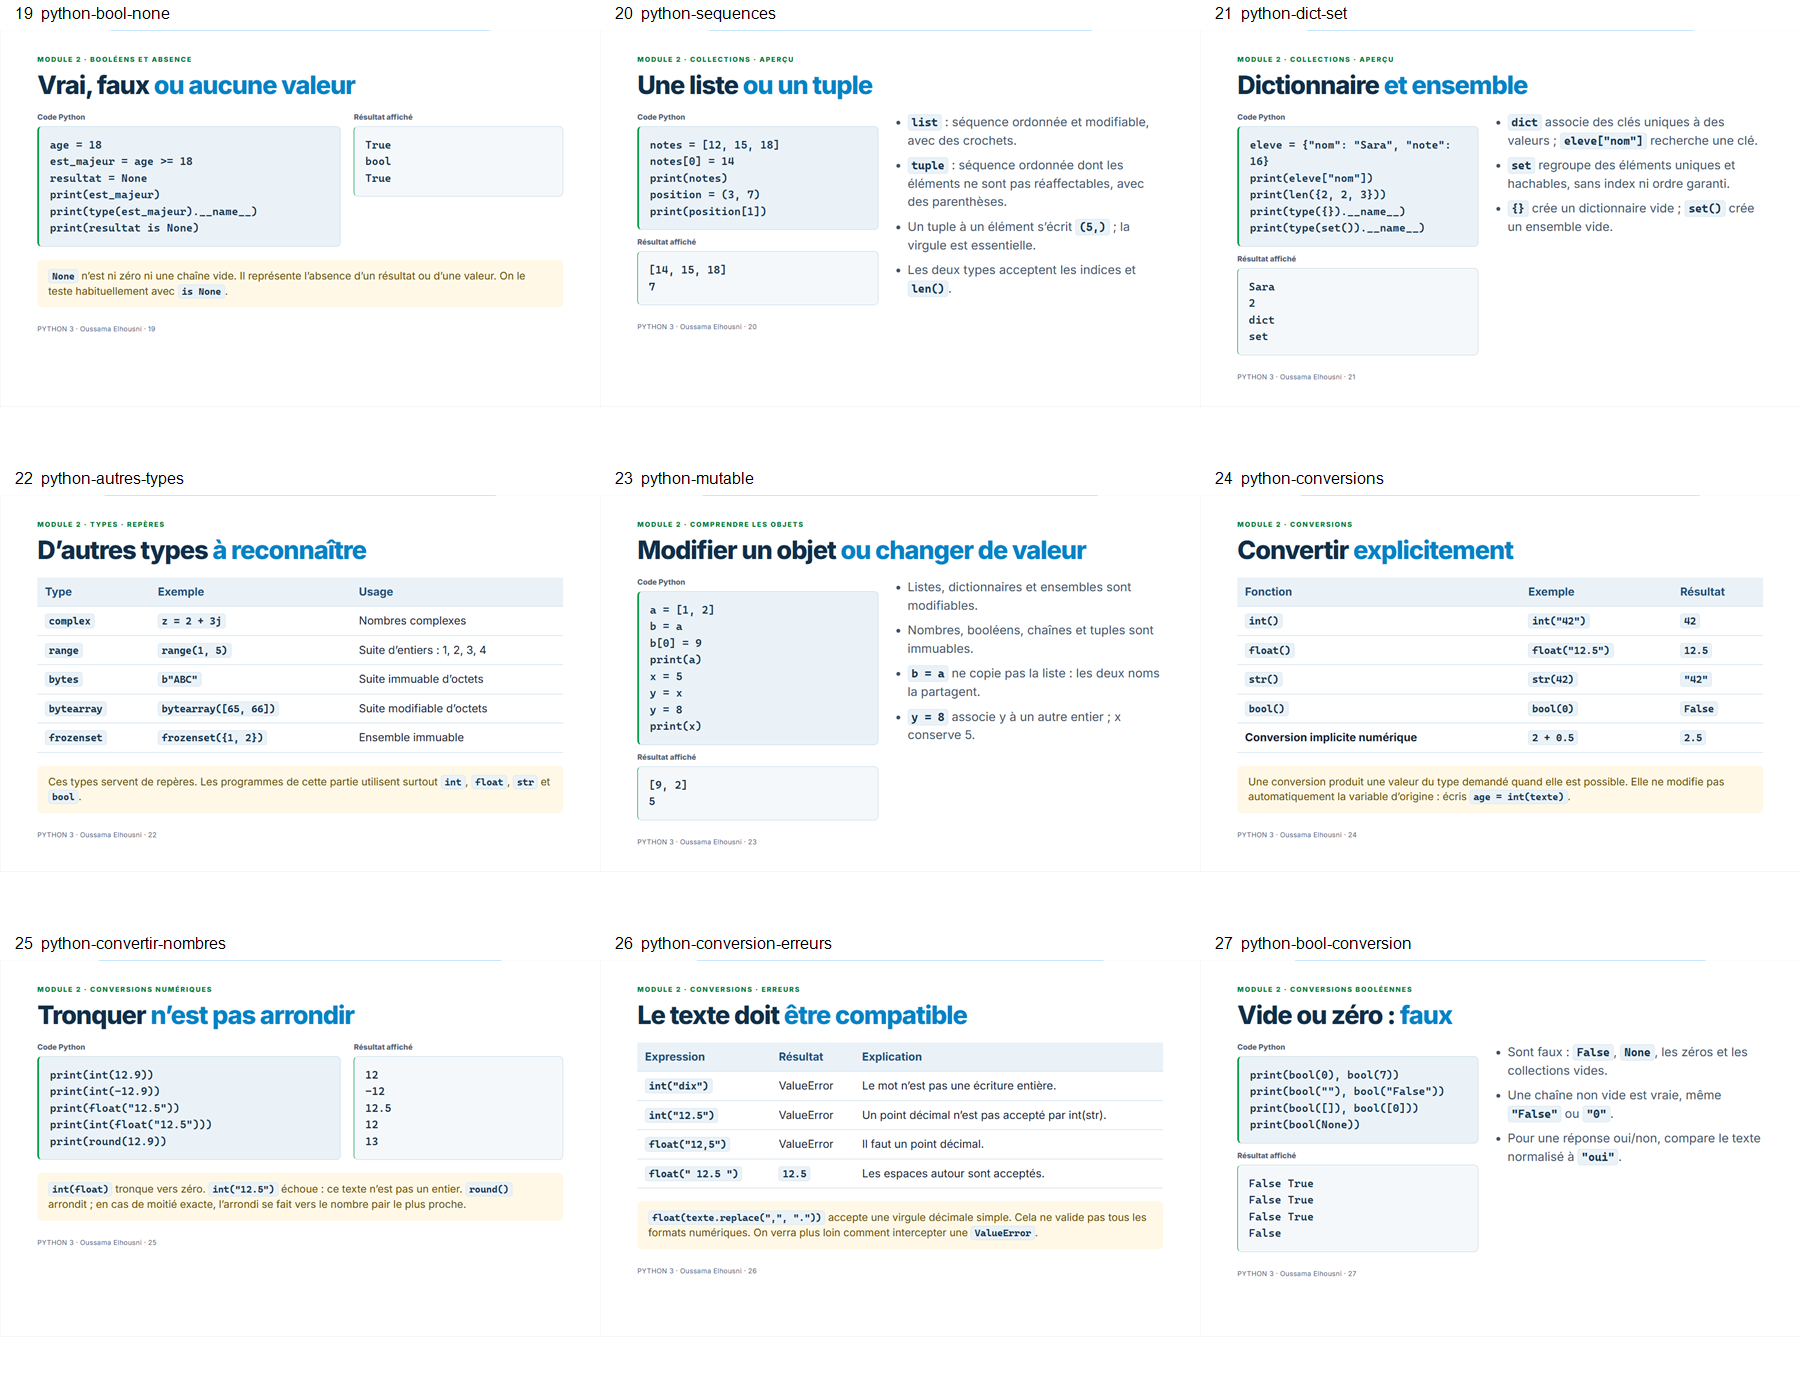 19 python-bool-none
MODULE 2 · BOOLÉENS ET ABSENCE
Vrai, faux ou aucune valeur
Code Python
age = 18
est_majeur = age >= 18
resultat = None
print(est_majeur)
print(type(est_majeur).__name__)
print(resultat is None)
Résultat affiché
True
bool
True
None n’est ni zéro ni une chaîne vide. Il représente l’absence d’un résultat ou d’une valeur. On le
teste habituellement avec is None .
PYTHON 3 · Oussama Elhousni · 19
20 python-sequences
MODULE 2 · COLLECTIONS · APERÇU
Une liste ou un tuple
Code Python
notes = [12, 15, 18]
notes[0] = 14
print(notes)
position = (3, 7)
print(position[1])
Résultat affiché
[14, 15, 18]
7
• list : séquence ordonnée et modifiable,
avec des crochets.
• tuple : séquence ordonnée dont les
éléments ne sont pas réaffectables, avec
des parenthèses.
• Un tuple à un élément s’écrit (5,) ; la
virgule est essentielle.
• Les deux types acceptent les indices et
len() .
PYTHON 3 · Oussama Elhousni · 20
21 python-dict-set
MODULE 2 · COLLECTIONS · APERÇU
Dictionnaire et ensemble
Code Python
eleve = {"nom": "Sara", "note":
16}
print(eleve["nom"])
print(len({2, 2, 3}))
print(type({}).__name__)
print(type(set()).__name__)
Résultat affiché
Sara
2
dict
set
• dict associe des clés uniques à des
valeurs ; eleve["nom"] recherche une clé.
• set regroupe des éléments uniques et
hachables, sans index ni ordre garanti.
• {} crée un dictionnaire vide ; set() crée
un ensemble vide.
PYTHON 3 · Oussama Elhousni · 21
22 python-autres-types
MODULE 2 · TYPES · REPÈRES
D’autres types à reconnaître
Type Exemple Usage
complex z = 2 + 3j Nombres complexes
range range(1, 5) Suite d’entiers : 1, 2, 3, 4
bytes b"ABC" Suite immuable d’octets
bytearray bytearray([65, 66]) Suite modifiable d’octets
frozenset frozenset({1, 2}) Ensemble immuable
Ces types servent de repères. Les programmes de cette partie utilisent surtout int , float , str et
bool .
PYTHON 3 · Oussama Elhousni · 22
23 python-mutable
MODULE 2 · COMPRENDRE LES OBJETS
Modifier un objet ou changer de valeur
Code Python
a = [1, 2]
b = a
b[0] = 9
print(a)
x = 5
y = x
y = 8
print(x)
Résultat affiché
[9, 2]
5
• Listes, dictionnaires et ensembles sont
modifiables.
• Nombres, booléens, chaînes et tuples sont
immuables.
• b = a ne copie pas la liste : les deux noms
la partagent.
• y = 8 associe y à un autre entier ; x
conserve 5.
PYTHON 3 · Oussama Elhousni · 23
24 python-conversions
MODULE 2 · CONVERSIONS
Convertir explicitement
Fonction Exemple Résultat
int() int("42") 42
float() float("12.5") 12.5
str() str(42) "42"
bool() bool(0) False
Conversion implicite numérique 2 + 0.5 2.5
Une conversion produit une valeur du type demandé quand elle est possible. Elle ne modifie pas
automatiquement la variable d’origine : écris age = int(texte) .
PYTHON 3 · Oussama Elhousni · 24
25 python-convertir-nombres
MODULE 2 · CONVERSIONS NUMÉRIQUES
Tronquer n’est pas arrondir
Code Python
print(int(12.9))
print(int(−12.9))
print(float("12.5"))
print(int(float("12.5")))
print(round(12.9))
Résultat affiché
12
−12
12.5
12
13
int(float) tronque vers zéro. int("12.5") échoue : ce texte n’est pas un entier. round()
arrondit ; en cas de moitié exacte, l’arrondi se fait vers le nombre pair le plus proche.
PYTHON 3 · Oussama Elhousni · 25
26 python-conversion-erreurs
MODULE 2 · CONVERSIONS · ERREURS
Le texte doit être compatible
Expression Résultat Explication
int("dix") ValueError Le mot n’est pas une écriture entière.
int("12.5") ValueError Un point décimal n’est pas accepté par int(str).
float("12,5") ValueError Il faut un point décimal.
float(" 12.5 ") 12.5 Les espaces autour sont acceptés.
float(texte.replace(",", ".")) accepte une virgule décimale simple. Cela ne valide pas tous les
formats numériques. On verra plus loin comment intercepter une ValueError .
PYTHON 3 · Oussama Elhousni · 26
27 python-bool-conversion
MODULE 2 · CONVERSIONS BOOLÉENNES
Vide ou zéro : faux
Code Python
print(bool(0), bool(7))
print(bool(""), bool("False"))
print(bool([]), bool([0]))
print(bool(None))
Résultat affiché
False True
False True
False True
False
• Sont faux : False , None , les zéros et les
collections vides.
• Une chaîne non vide est vraie, même
"False" ou "0" .
• Pour une réponse oui/non, compare le texte
normalisé à "oui" .
PYTHON 3 · Oussama Elhousni · 27